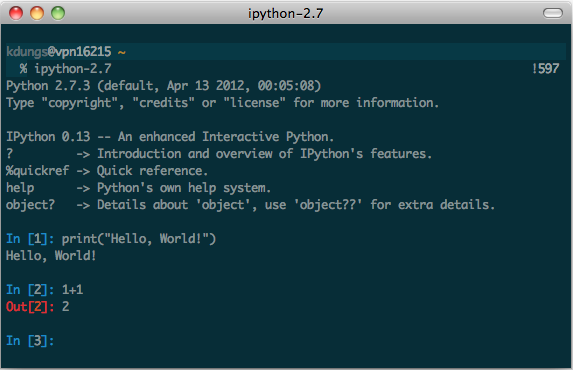 ipython-2.7
kdungs@vpn16215 ~
% ipython-2.7 !597
Python 2.7.3 (default, Apr 13 2012, 00:05:08)
Type "copyright", "credits" or "license" for more information.
IPython 0.13 -- An enhanced Interactive Python.
? -> Introduction and overview of IPython's features.
%quickref -> Quick reference.
help -> Python's own help system.
object? -> Details about 'object', use 'object??' for extra details.
In [1]: print("Hello, World!")
Hello, World!
In [2]: 1+1
Out[2]: 2
In [3]: